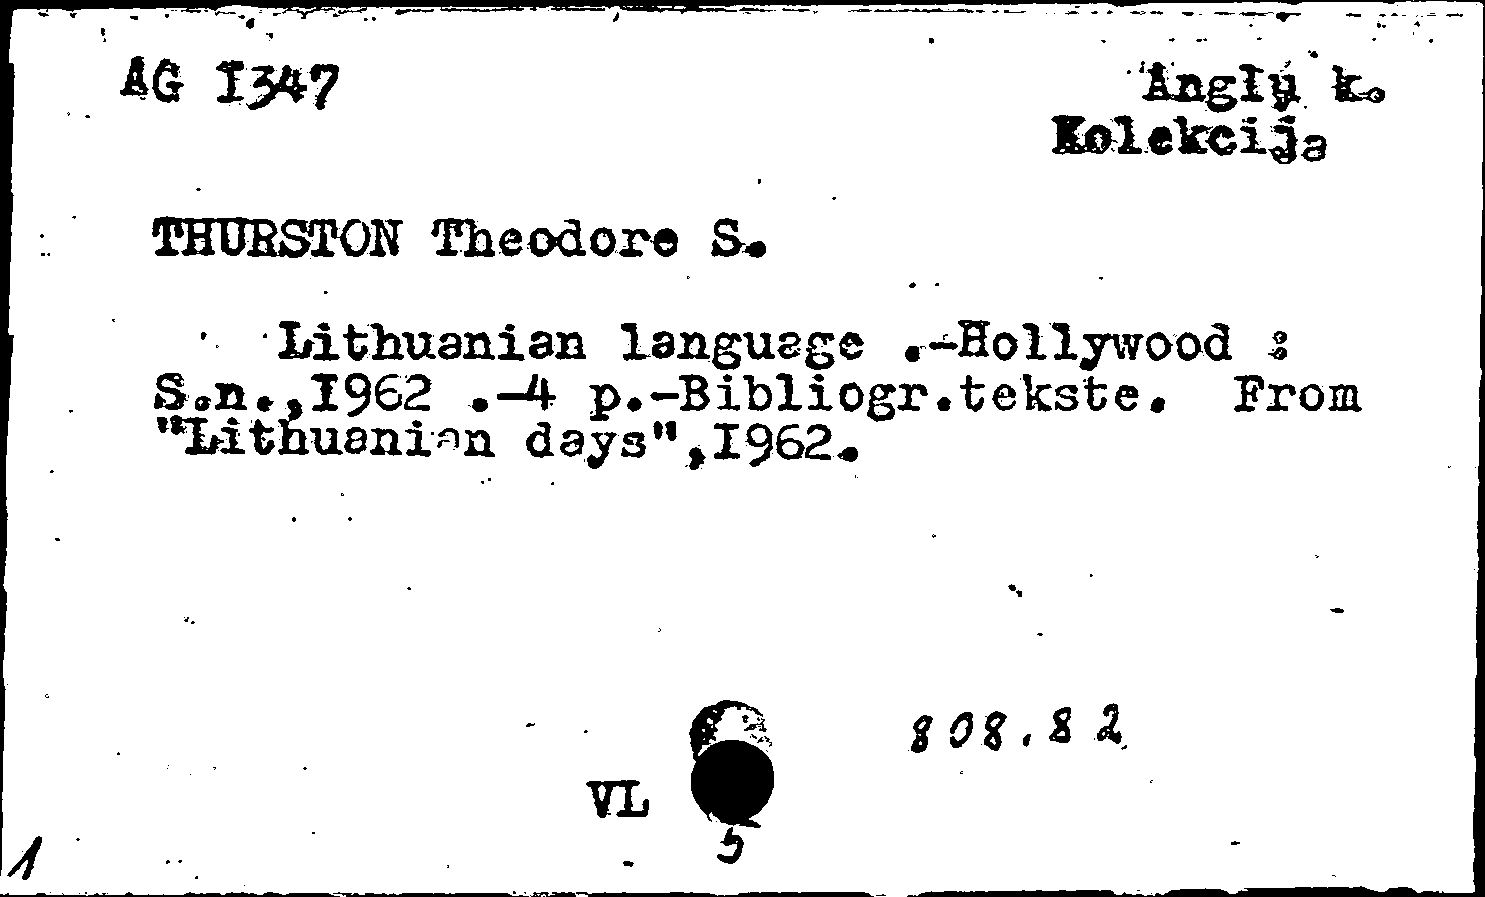 AG I347
Anglų k.
Kolekcija
THURSTON Theodore S.
Lithuanian language .-Hollywood :
S.n.,I962 .-4 p.-Bibliogr.tekste. From
"Lithuanian days",I962.
808.82
VL
5
1